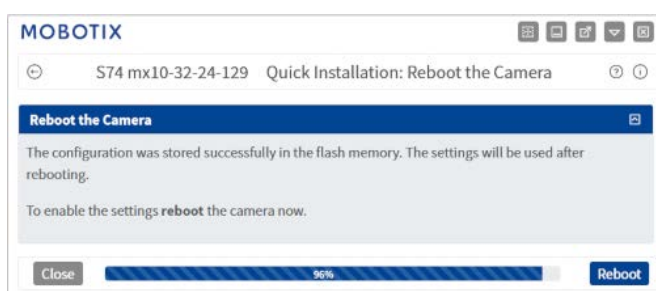 MOBOTIX
S74 mx10-32-24-129 Quick Installation: Reboot the Camera
Reboot the Camera
The configuration was stored successfully in the flash memory. The settings will be used after
rebooting.
To enable the settings reboot the camera now.
Close 96% Reboot